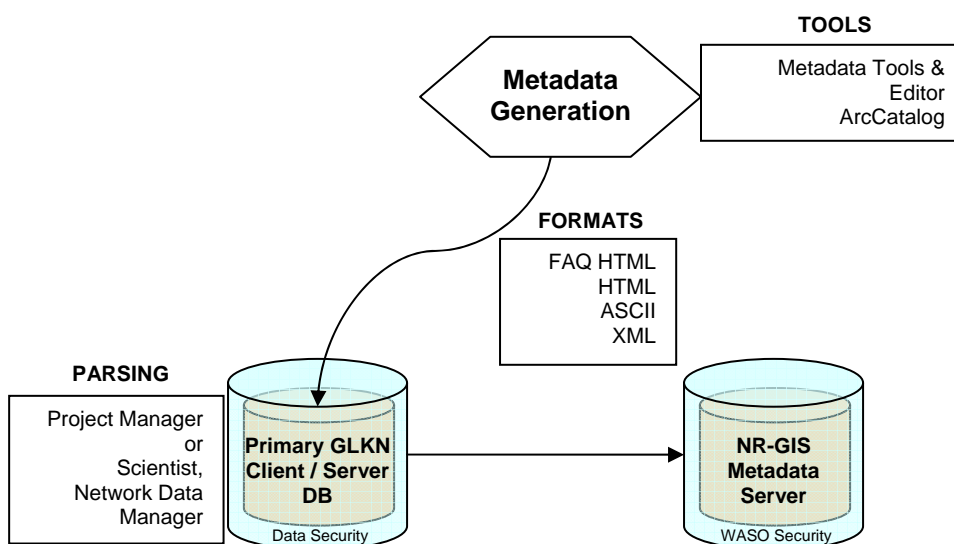 TOOLS
Metadata Tools &
Editor
ArcCatalog
Metadata
Generation
FORMATS
FAQ HTML
HTML
ASCII
XML
PARSING
Project Manager
or
Scientist,
Network Data
Manager
Primary GLKN
Client / Server
DB
Data Security
NR-GIS
Metadata
Server
WASO Security